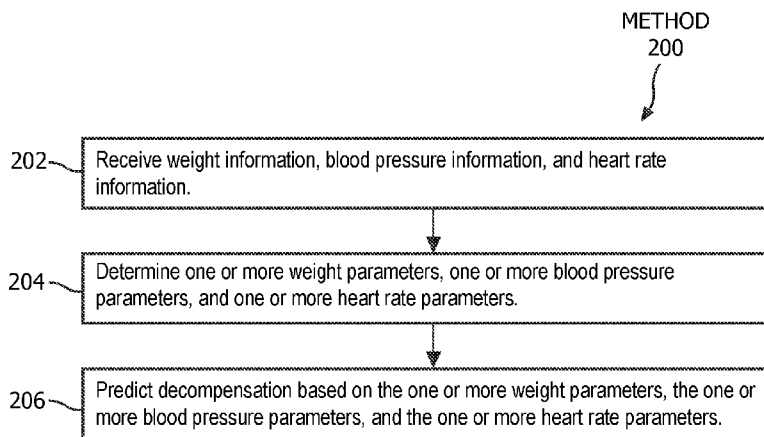 METHOD
200
202
Receive weight information, blood pressure information, and heart rate
information.
204
Determine one or more weight parameters, one or more blood pressure
parameters, and one or more heart rate parameters.
206
Predict decompensation based on the one or more weight parameters, the one or
more blood pressure parameters, and the one or more heart rate parameters.